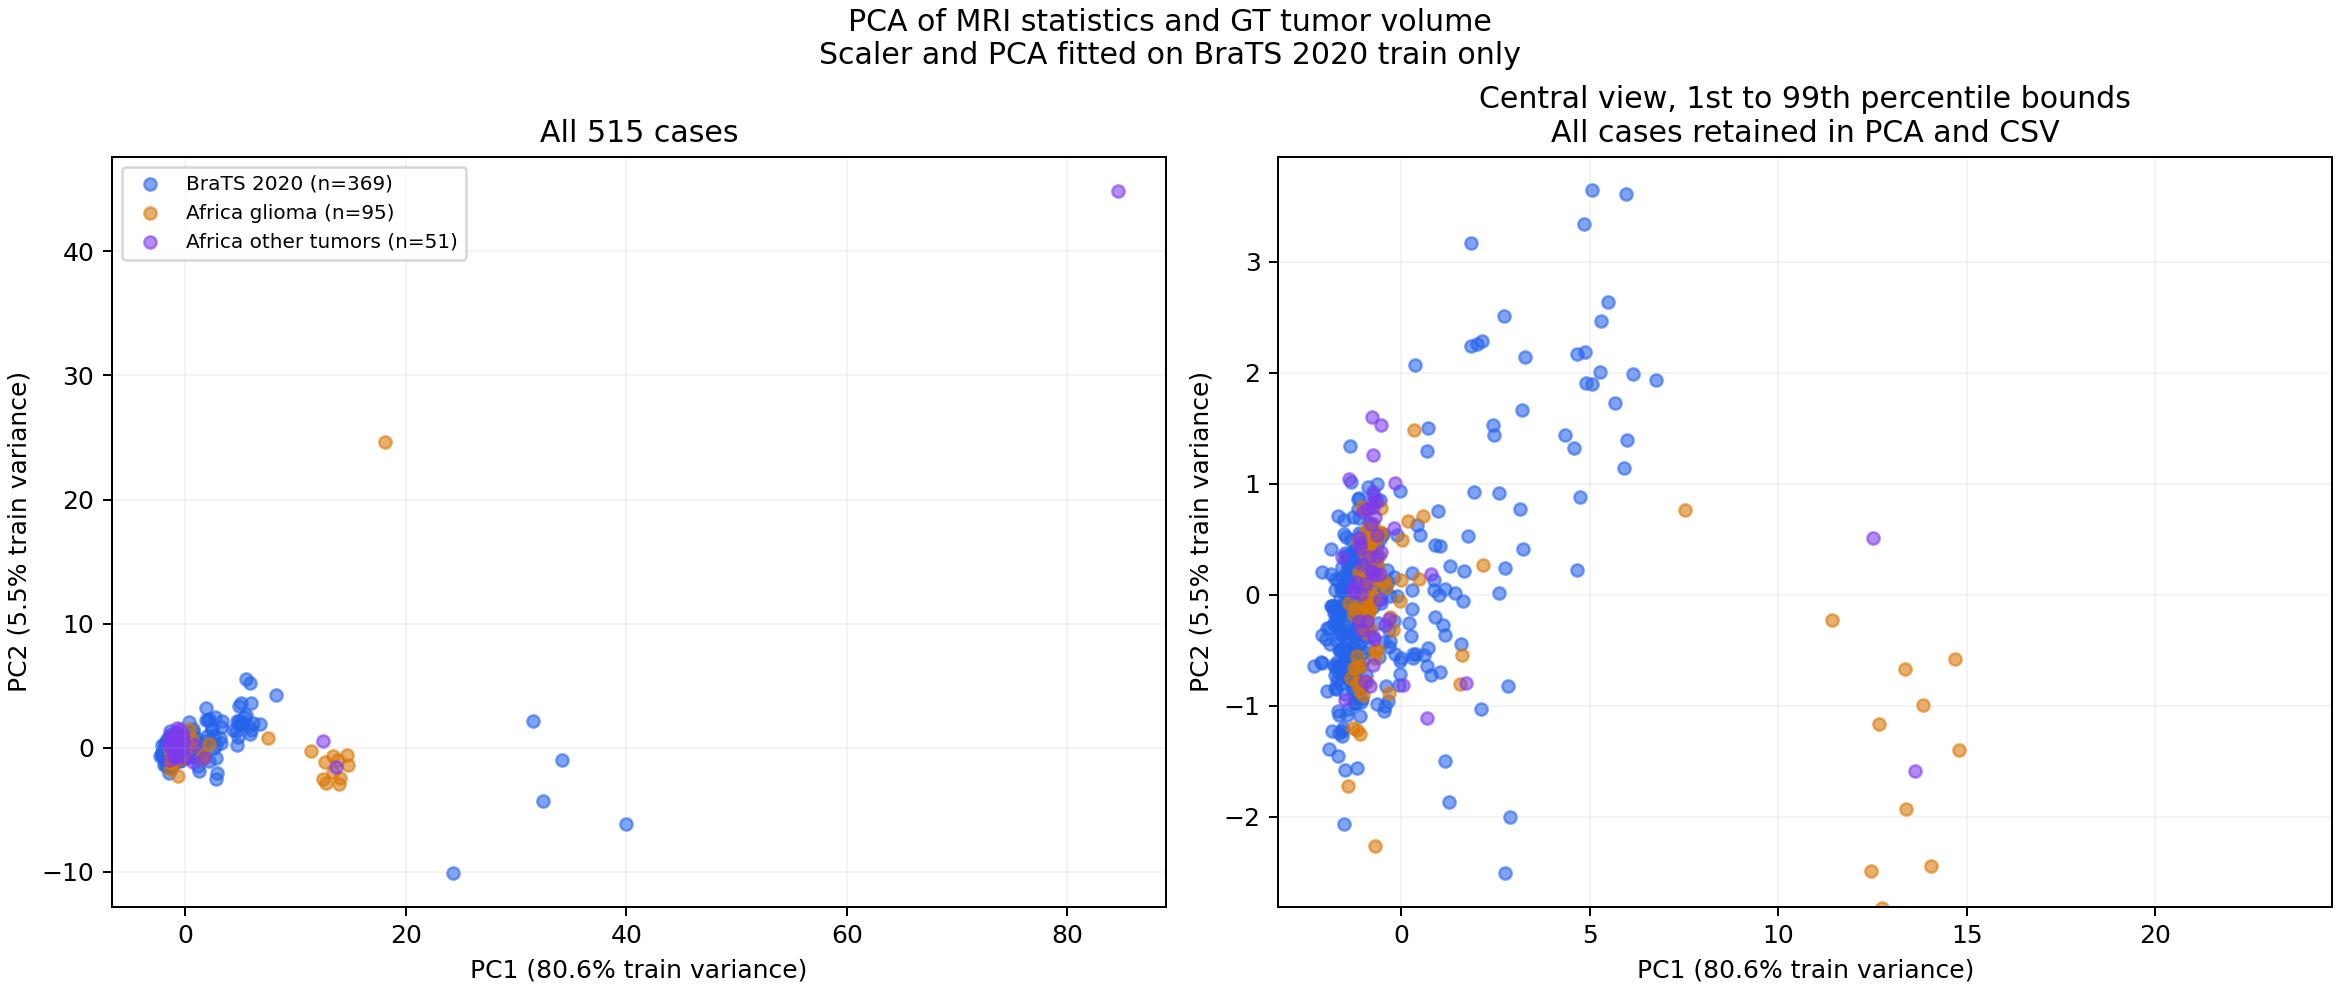 PCA of MRI statistics and GT tumor volume
Scaler and PCA fitted on BraTS 2020 train only
All 515 cases
BraTS 2020 (n=369)
Africa glioma (n=95)
Africa other tumors (n=51)
40
30
20
10
0
−10
0
20
40
60
80
PC2 (5.5% train variance)
PC1 (80.6% train variance)
Central view, 1st to 99th percentile bounds
All cases retained in PCA and CSV
3
2
1
0
−1
−2
0
5
10
15
20
PC2 (5.5% train variance)
PC1 (80.6% train variance)